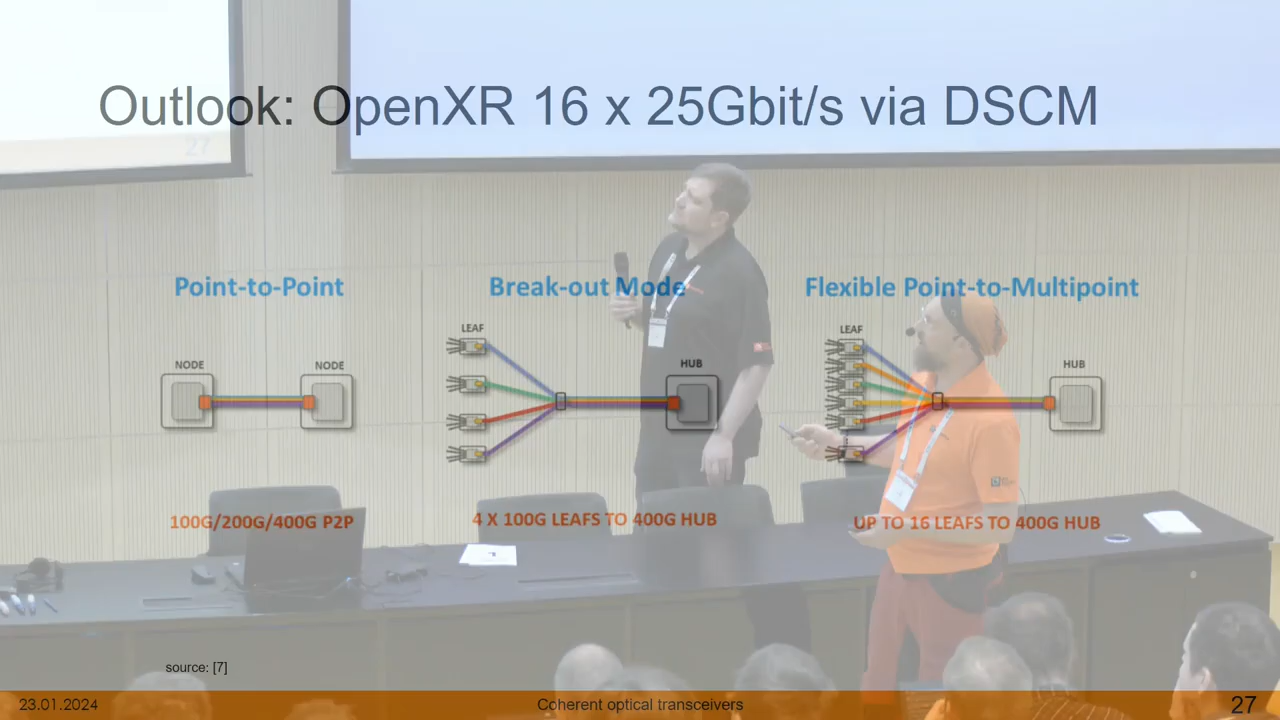 Outlook: OpenXR 16 x 25Gbit/s via DSCM
27
Point-to-Point
NODE
NODE
100G/200G/400G P2P
Break-out Mode
LEAF
HUB
4 X 100G LEAFS TO 400G HUB
Flexible Point-to-Multipoint
LEAF
HUB
UP TO 16 LEAFS TO 400G HUB
source: [7]
23.01.2024
Coherent optical transceivers
27